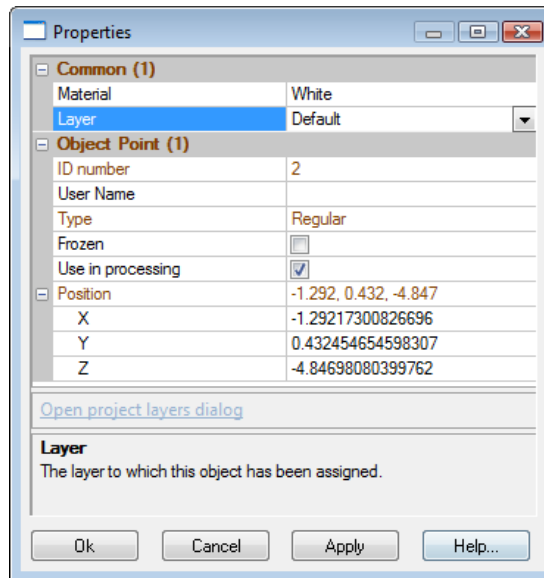 Properties
Common (1)
Material White
Layer Default
Object Point (1)
ID number 2
User Name
Type Regular
Frozen
Use in processing
Position -1.292, 0.432, -4.847
X -1.29217300826696
Y 0.432454654598307
Z -4.84698080399762
Open project layers dialog
Layer
The layer to which this object has been assigned.
Ok Cancel Apply Help...